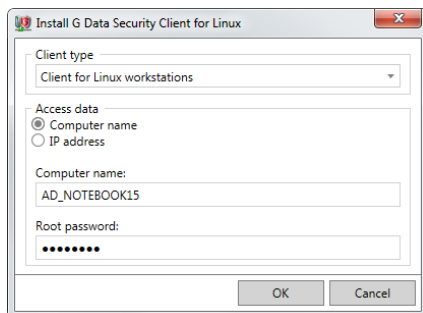 Install G Data Security Client for Linux
Client type
Client for Linux workstations
Access data
Computer name
IP address
Computer name:
AD_NOTEBOOK15
Root password:
●●●●●●●●
OK Cancel